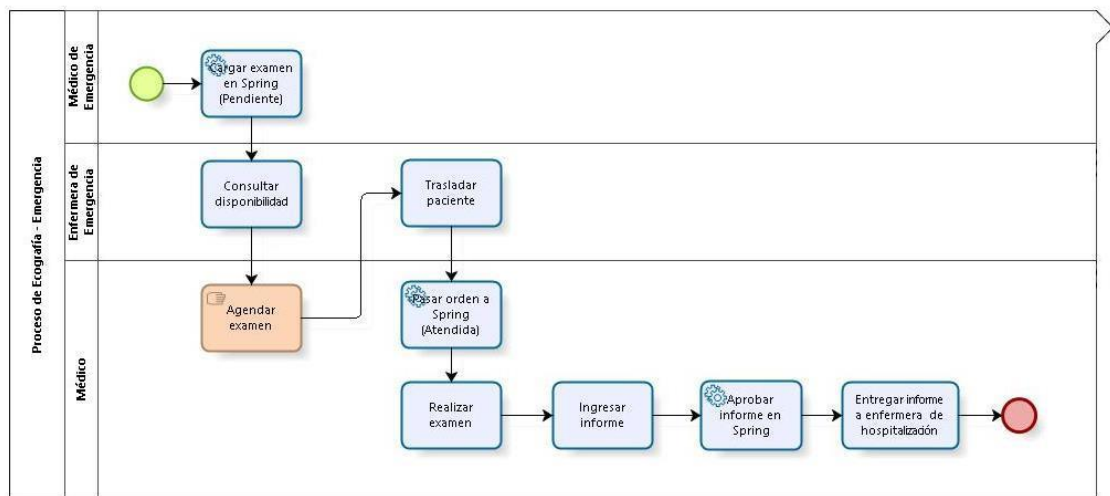 Proceso de Ecografía - Emergencia
Médico de
Emergencia
Cargar examen
en Spring
(Pendiente)
Enfermera de
Emergencia
Consultar
disponibilidad
Trasladar
paciente
Médico
Agendar
examen
Pasar orden a
Spring
(Atendida)
Realizar
examen
Ingresar
informe
Aprobar
informe en
Spring
Entregar informe
a enfermera de
hospitalización